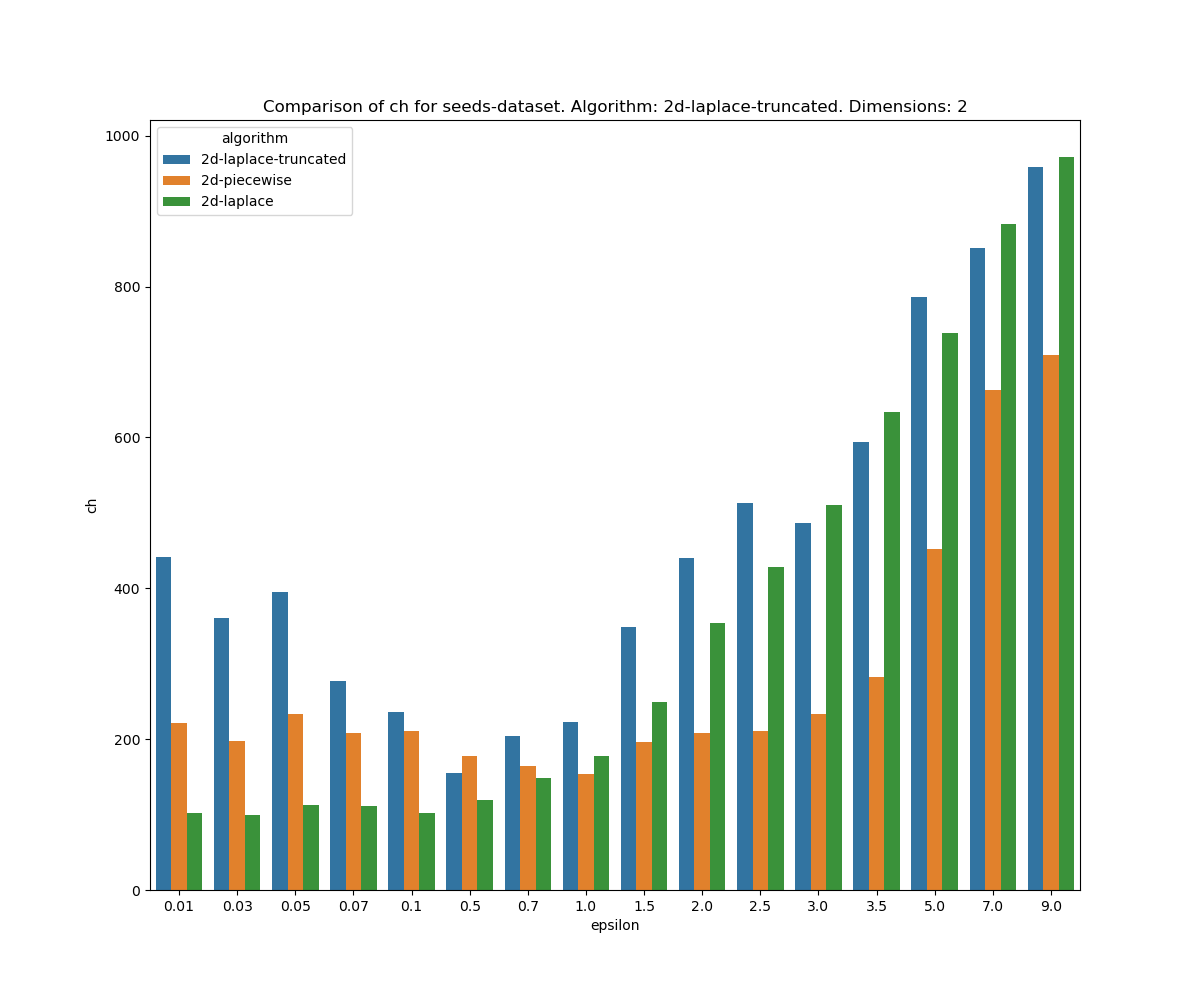 Comparison of ch for seeds-dataset. Algorithm: 2d-laplace-truncated. Dimensions: 2
algorithm
2d-laplace-truncated
2d-piecewise
2d-laplace
1000
800
600
400
200
0
ch
0.01 0.03 0.05 0.07 0.1 0.5 0.7 1.0 1.5 2.0 2.5 3.0 3.5 5.0 7.0 9.0
epsilon